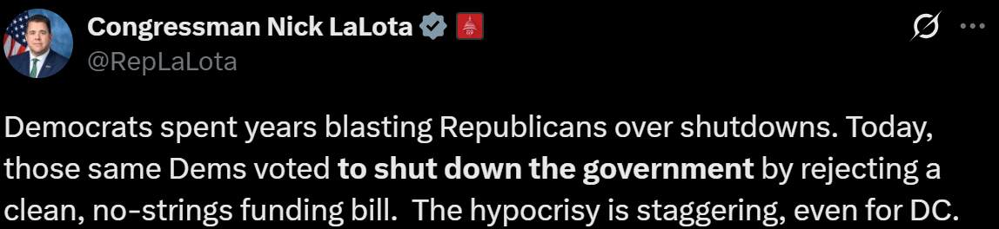 Congressman Nick LaLota
@RepLaLota
Democrats spent years blasting Republicans over shutdowns. Today,
those same Dems voted to shut down the government by rejecting a
clean, no-strings funding bill.  The hypocrisy is staggering, even for DC.